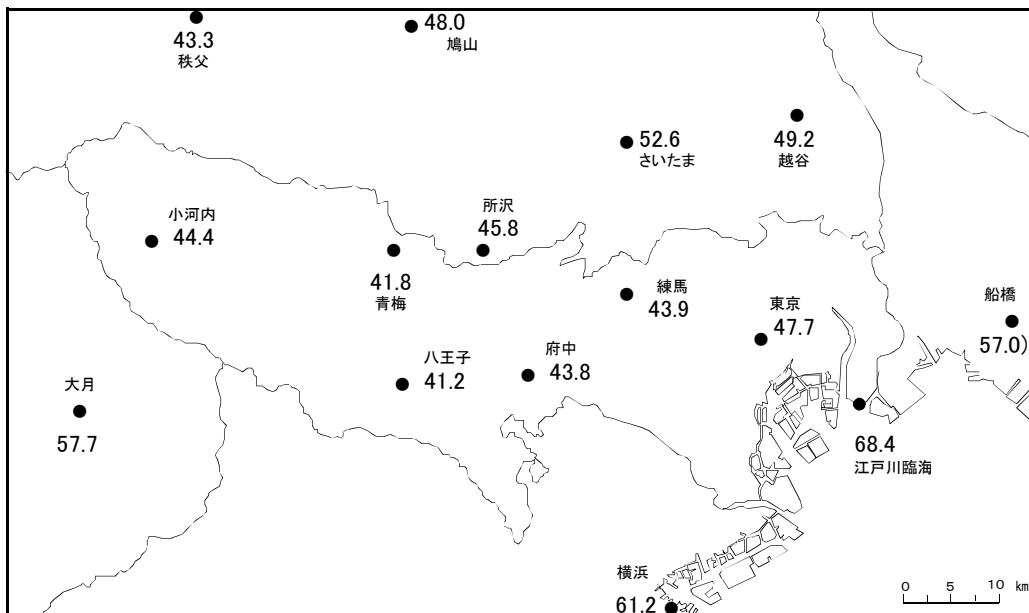 48.0
鳩山
43.3
秩父
52.6
さいたま
49.2
越谷
小河内
44.4
所沢
45.8
41.8
青梅
練馬
43.9
東京
47.7
船橋
57.0)
八王子
41.2
府中
43.8
大月
57.7
68.4
江戸川臨海
横浜
61.2
0 5 10 km